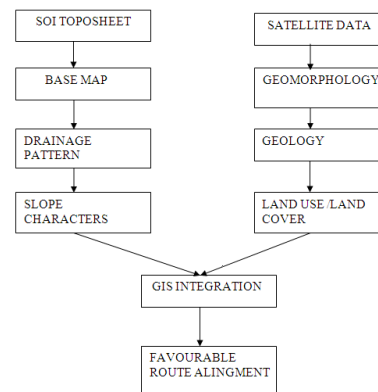 SOI TOPOSHEET
SATELLITE DATA
BASE MAP
GEOMORPHOLOGY
DRAINAGE
PATTERN
GEOLOGY
SLOPE
CHARACTERS
LAND USE /LAND
COVER
GIS INTEGRATION
FAVOURABLE
ROUTE ALINGMENT